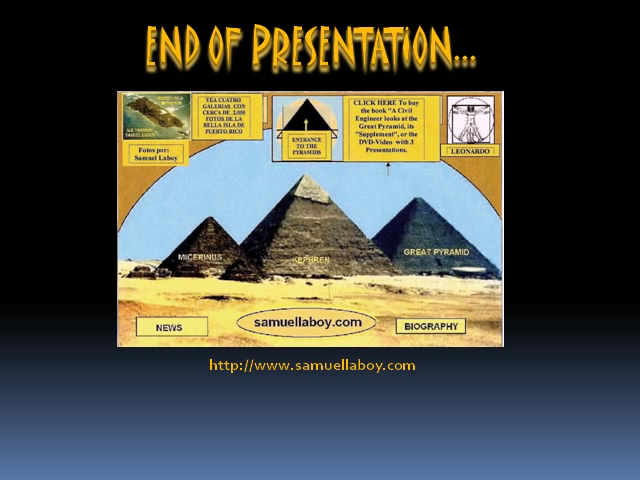 END OF PRESENTATION...
PUERTO RICO
VEA CUATRO
GALERIAS CON
CERCA DE 2,000
FOTOS DE LA
BELLA ISLA DE
PUERTO RICO
Fotos por:
Samuel Laboy
ENTRANCE
TO THE
PYRAMIDS
CLICK HERE To buy
the book "A Civil
Engineer looks at the
Great Pyramid, its
"Supplement", or the
DVD-Video with 3
Presentations.
LEONARDO
MICERINUS
KEPHREN
GREAT PYRAMID
NEWS
samuellaboy.com
BIOGRAPHY
http://www.samuellaboy.com